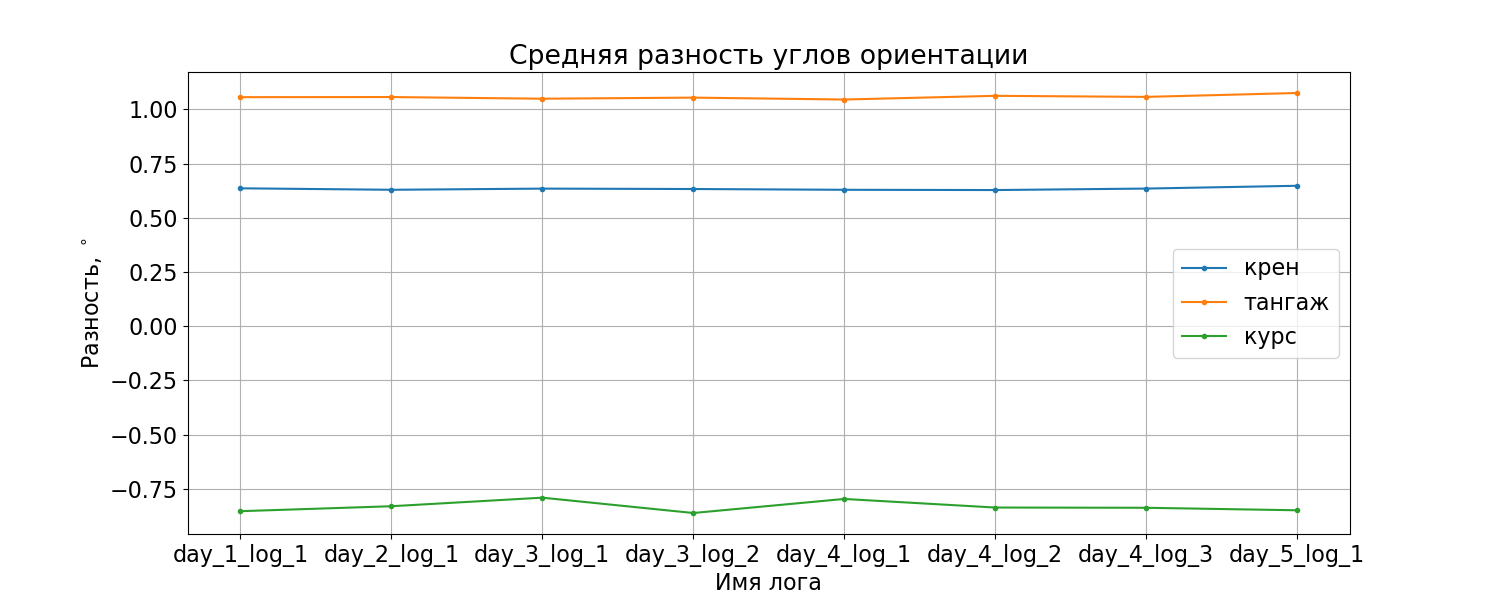 Средняя разность углов ориентации
Разность, °
1.00
0.75
0.50
0.25
0.00
−0.25
−0.50
−0.75
крен
тангаж
курс
day_1_log_1 day_2_log_1 day_3_log_1 day_3_log_2 day_4_log_1 day_4_log_2 day_4_log_3 day_5_log_1
Имя лога